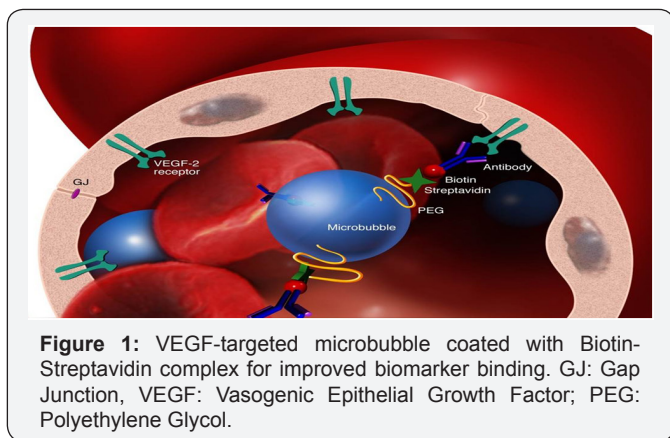 VEGF-2
receptor
GJ
Antibody
Biotin
Streptavidin
PEG
Microbubble
Figure 1: VEGF-targeted microbubble coated with Biotin-
Streptavidin complex for improved biomarker binding. GJ: Gap
Junction, VEGF: Vasogenic Epithelial Growth Factor; PEG:
Polyethylene Glycol.